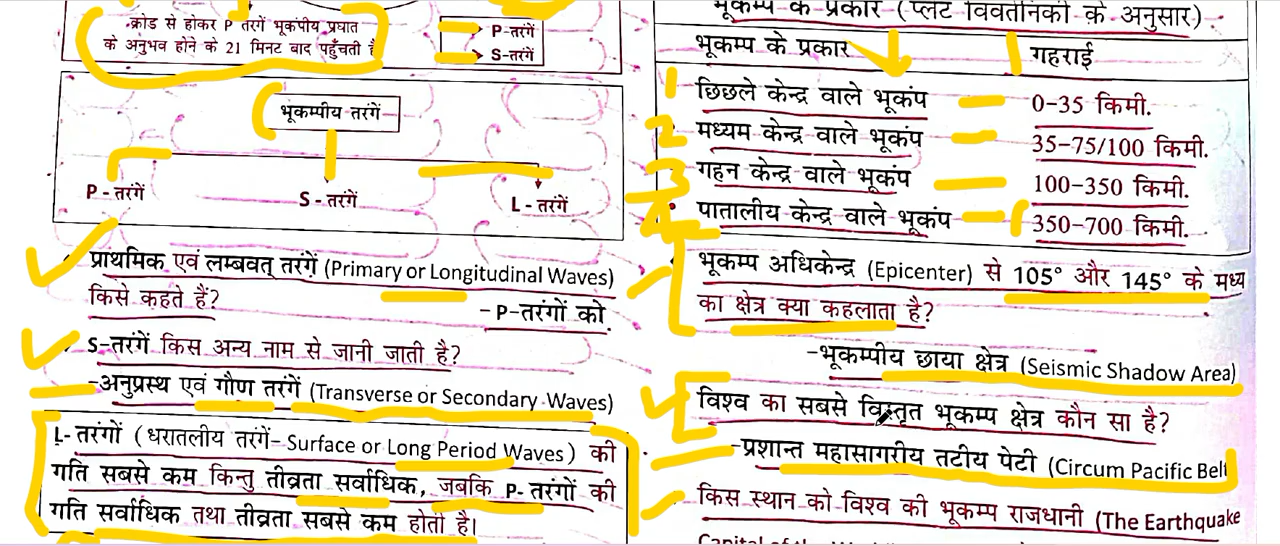 क्रोड से होकर P तरंगें भूकंपीय प्रघात
के अनुभव होने के 21 मिनट बाद पहुँचती है
P-तरंगें
S-तरंगें
भूकम्पीय तरंगें
P - तरंगें
S - तरंगें
L - तरंगें
प्राथमिक एवं लम्बवत् तरंगें (Primary or Longitudinal Waves)
किसे कहते हैं?
- P-तरंगों को
S-तरंगें किस अन्य नाम से जानी जाती है?
-अनुप्रस्थ एवं गौण तरंगें (Transverse or Secondary Waves)
L- तरंगों (धरातलीय तरंगें- Surface or Long Period Waves) की
गति सबसे कम किन्तु तीव्रता सर्वाधिक, जबकि P- तरंगों की
गति सर्वाधिक तथा तीव्रता सबसे कम होती है।
भूकम्प के प्रकार (प्लेट विवर्तनिकी के अनुसार)
भूकम्प के प्रकार गहराई
छिछले केन्द्र वाले भूकंप 0-35 किमी.
मध्यम केन्द्र वाले भूकंप 35-75/100 किमी.
गहन केन्द्र वाले भूकंप 100-350 किमी.
पातालीय केन्द्र वाले भूकंप 350-700 किमी.
भूकम्प अधिकेन्द्र (Epicenter) से 105° और 145° के मध्य
का क्षेत्र क्या कहलाता है?
-भूकम्पीय छाया क्षेत्र (Seismic Shadow Area)
विश्व का सबसे विस्तृत भूकम्प क्षेत्र कौन सा है?
-प्रशान्त महासागरीय तटीय पेटी (Circum Pacific Belt
किस स्थान को विश्व की भूकम्प राजधानी (The Earthquake